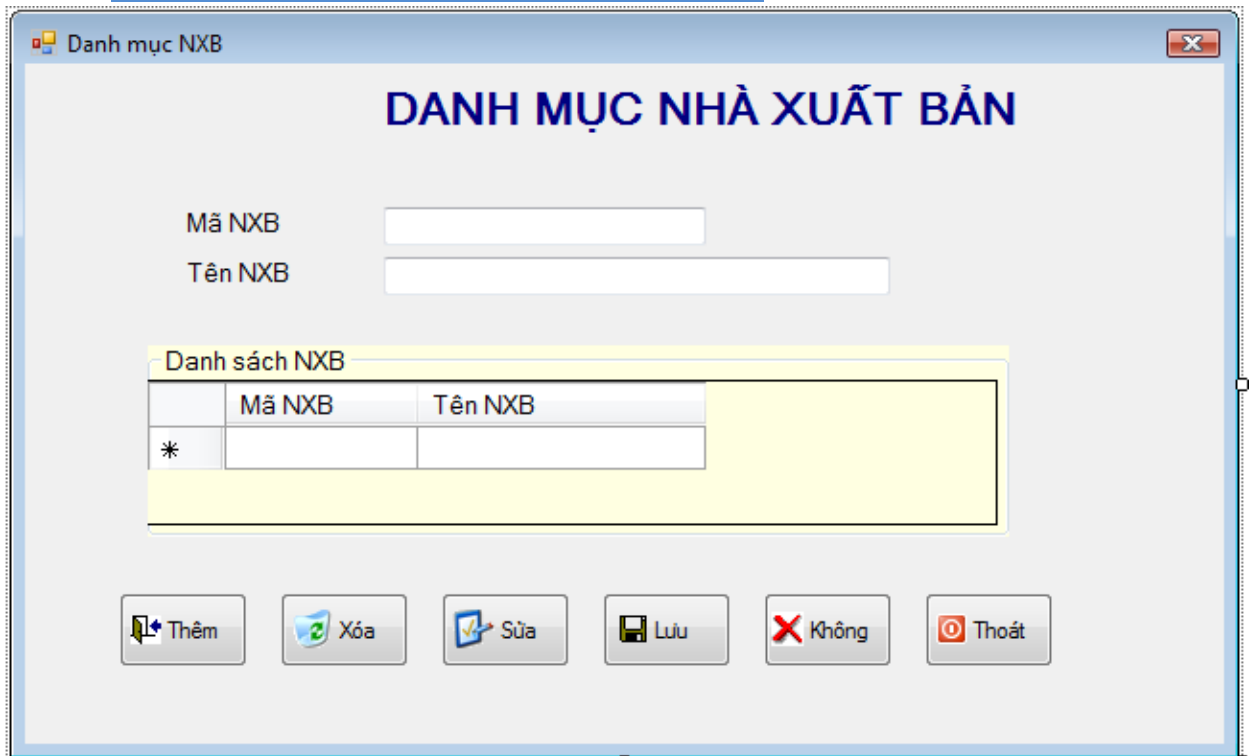 Danh mục NXB
DANH MỤC NHÀ XUẤT BẢN
Mã NXB
Tên NXB
Danh sách NXB
Mã NXB Tên NXB
Thêm Xóa Sửa Lưu Không Thoát